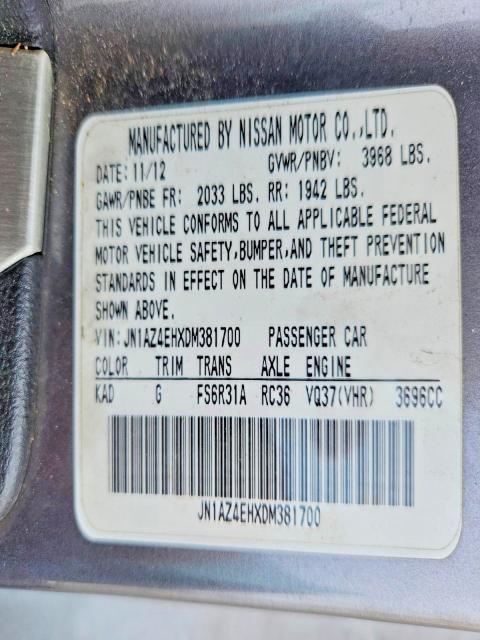 MANUFACTURED BY NISSAN MOTOR CO.,LTD.
DATE: 11/12 GVWR/PNBV: 3968 LBS.
GAWR/PNBE FR: 2033 LBS. RR: 1942 LBS.
THIS VEHICLE CONFORMS TO ALL APPLICABLE FEDERAL
MOTOR VEHICLE SAFETY,BUMPER,AND THEFT PREVENTION
STANDARDS IN EFFECT ON THE DATE OF MANUFACTURE
SHOWN ABOVE.
VIN: JN1AZ4EHXDM381700 PASSENGER CAR
COLOR TRIM TRANS AXLE ENGINE
KAD G FS6R31A RC36 VQ37(VHR) 3696CC
JN1AZ4EHXDM381700